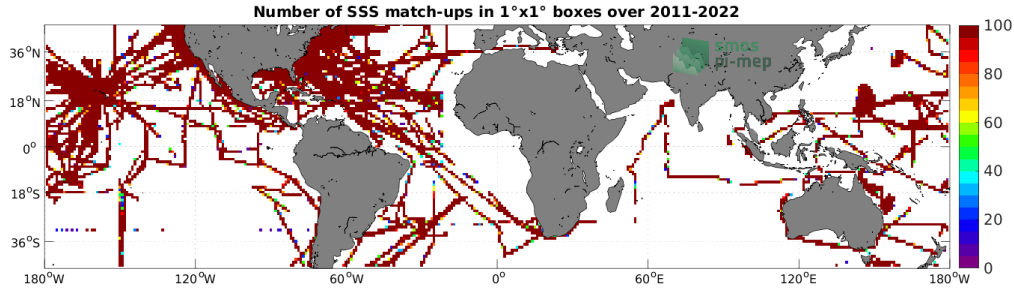 Number of SSS match-ups in 1°x1° boxes over 2011-2022
smos
pi-mep
36°N
18°N
0°
18°S
36°S
180°W
120°W
60°W
0°
60°E
120°E
180°W
100
80
60
40
20
0